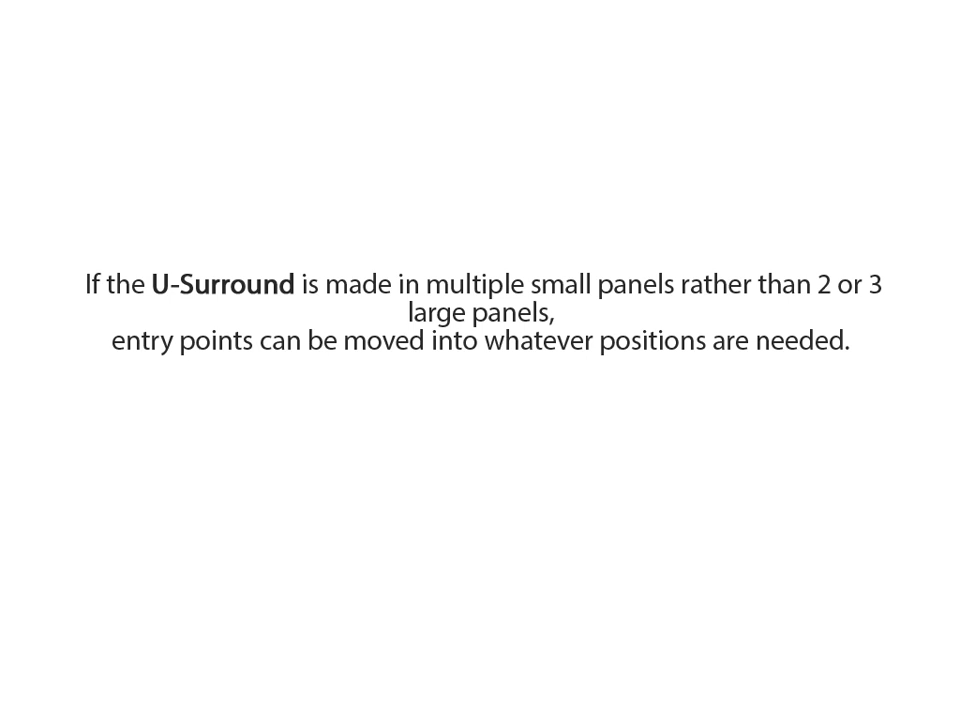 If the U-Surround is made in multiple small panels rather than 2 or 3
large panels,
entry points can be moved into whatever positions are needed.